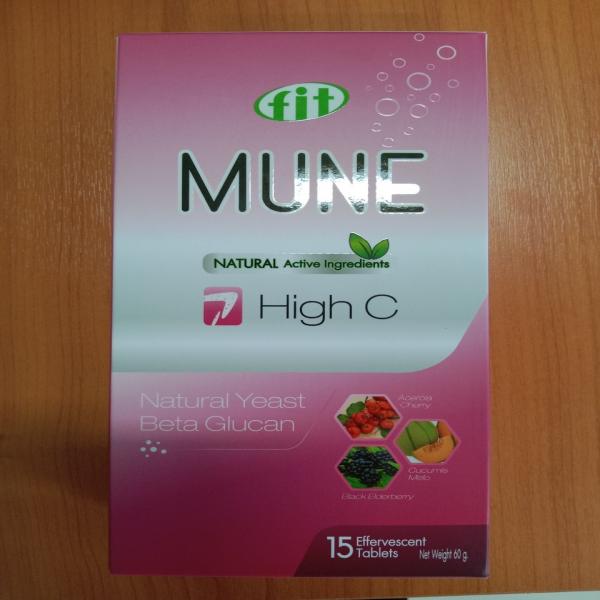 fit
MUNE
NATURAL Active Ingredients
High C
Natural Yeast
Beta Glucan
Acerola
Cherry
Cucumis
Melo
Black Elderberry
15 Effervescent
Tablets
Net Weight 60 g.